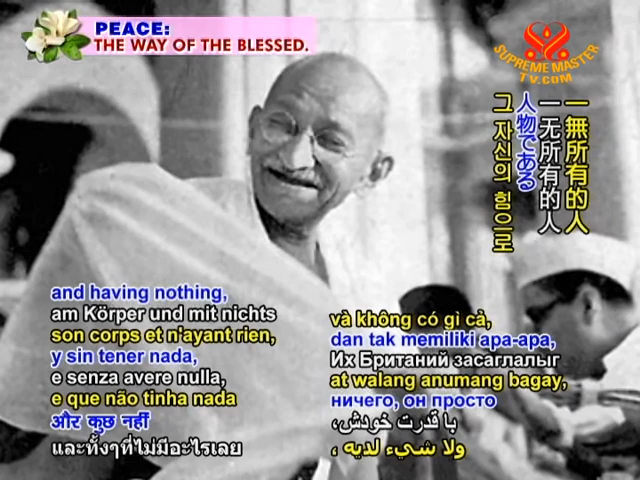 PEACE:
THE WAY OF THE BLESSED.
SUPREME MASTER
TV.COM
一無所有的人
一无所有的人
人物である
그 자신의 힘으로
and having nothing,
am Körper und mit nichts
son corps et n'ayant rien,
y sin tener nada,
e senza avere nulla,
e que não tinha nada
और कुछ नहीं
และทั้งๆที่ไม่มีอะไรเลย
và không có gì cả,
dan tak memiliki apa-apa,
Их Британий засаглалыг
at walang anumang bagay,
ничего, он просто
با قدرت خودش،
ولا شيء لديه ،